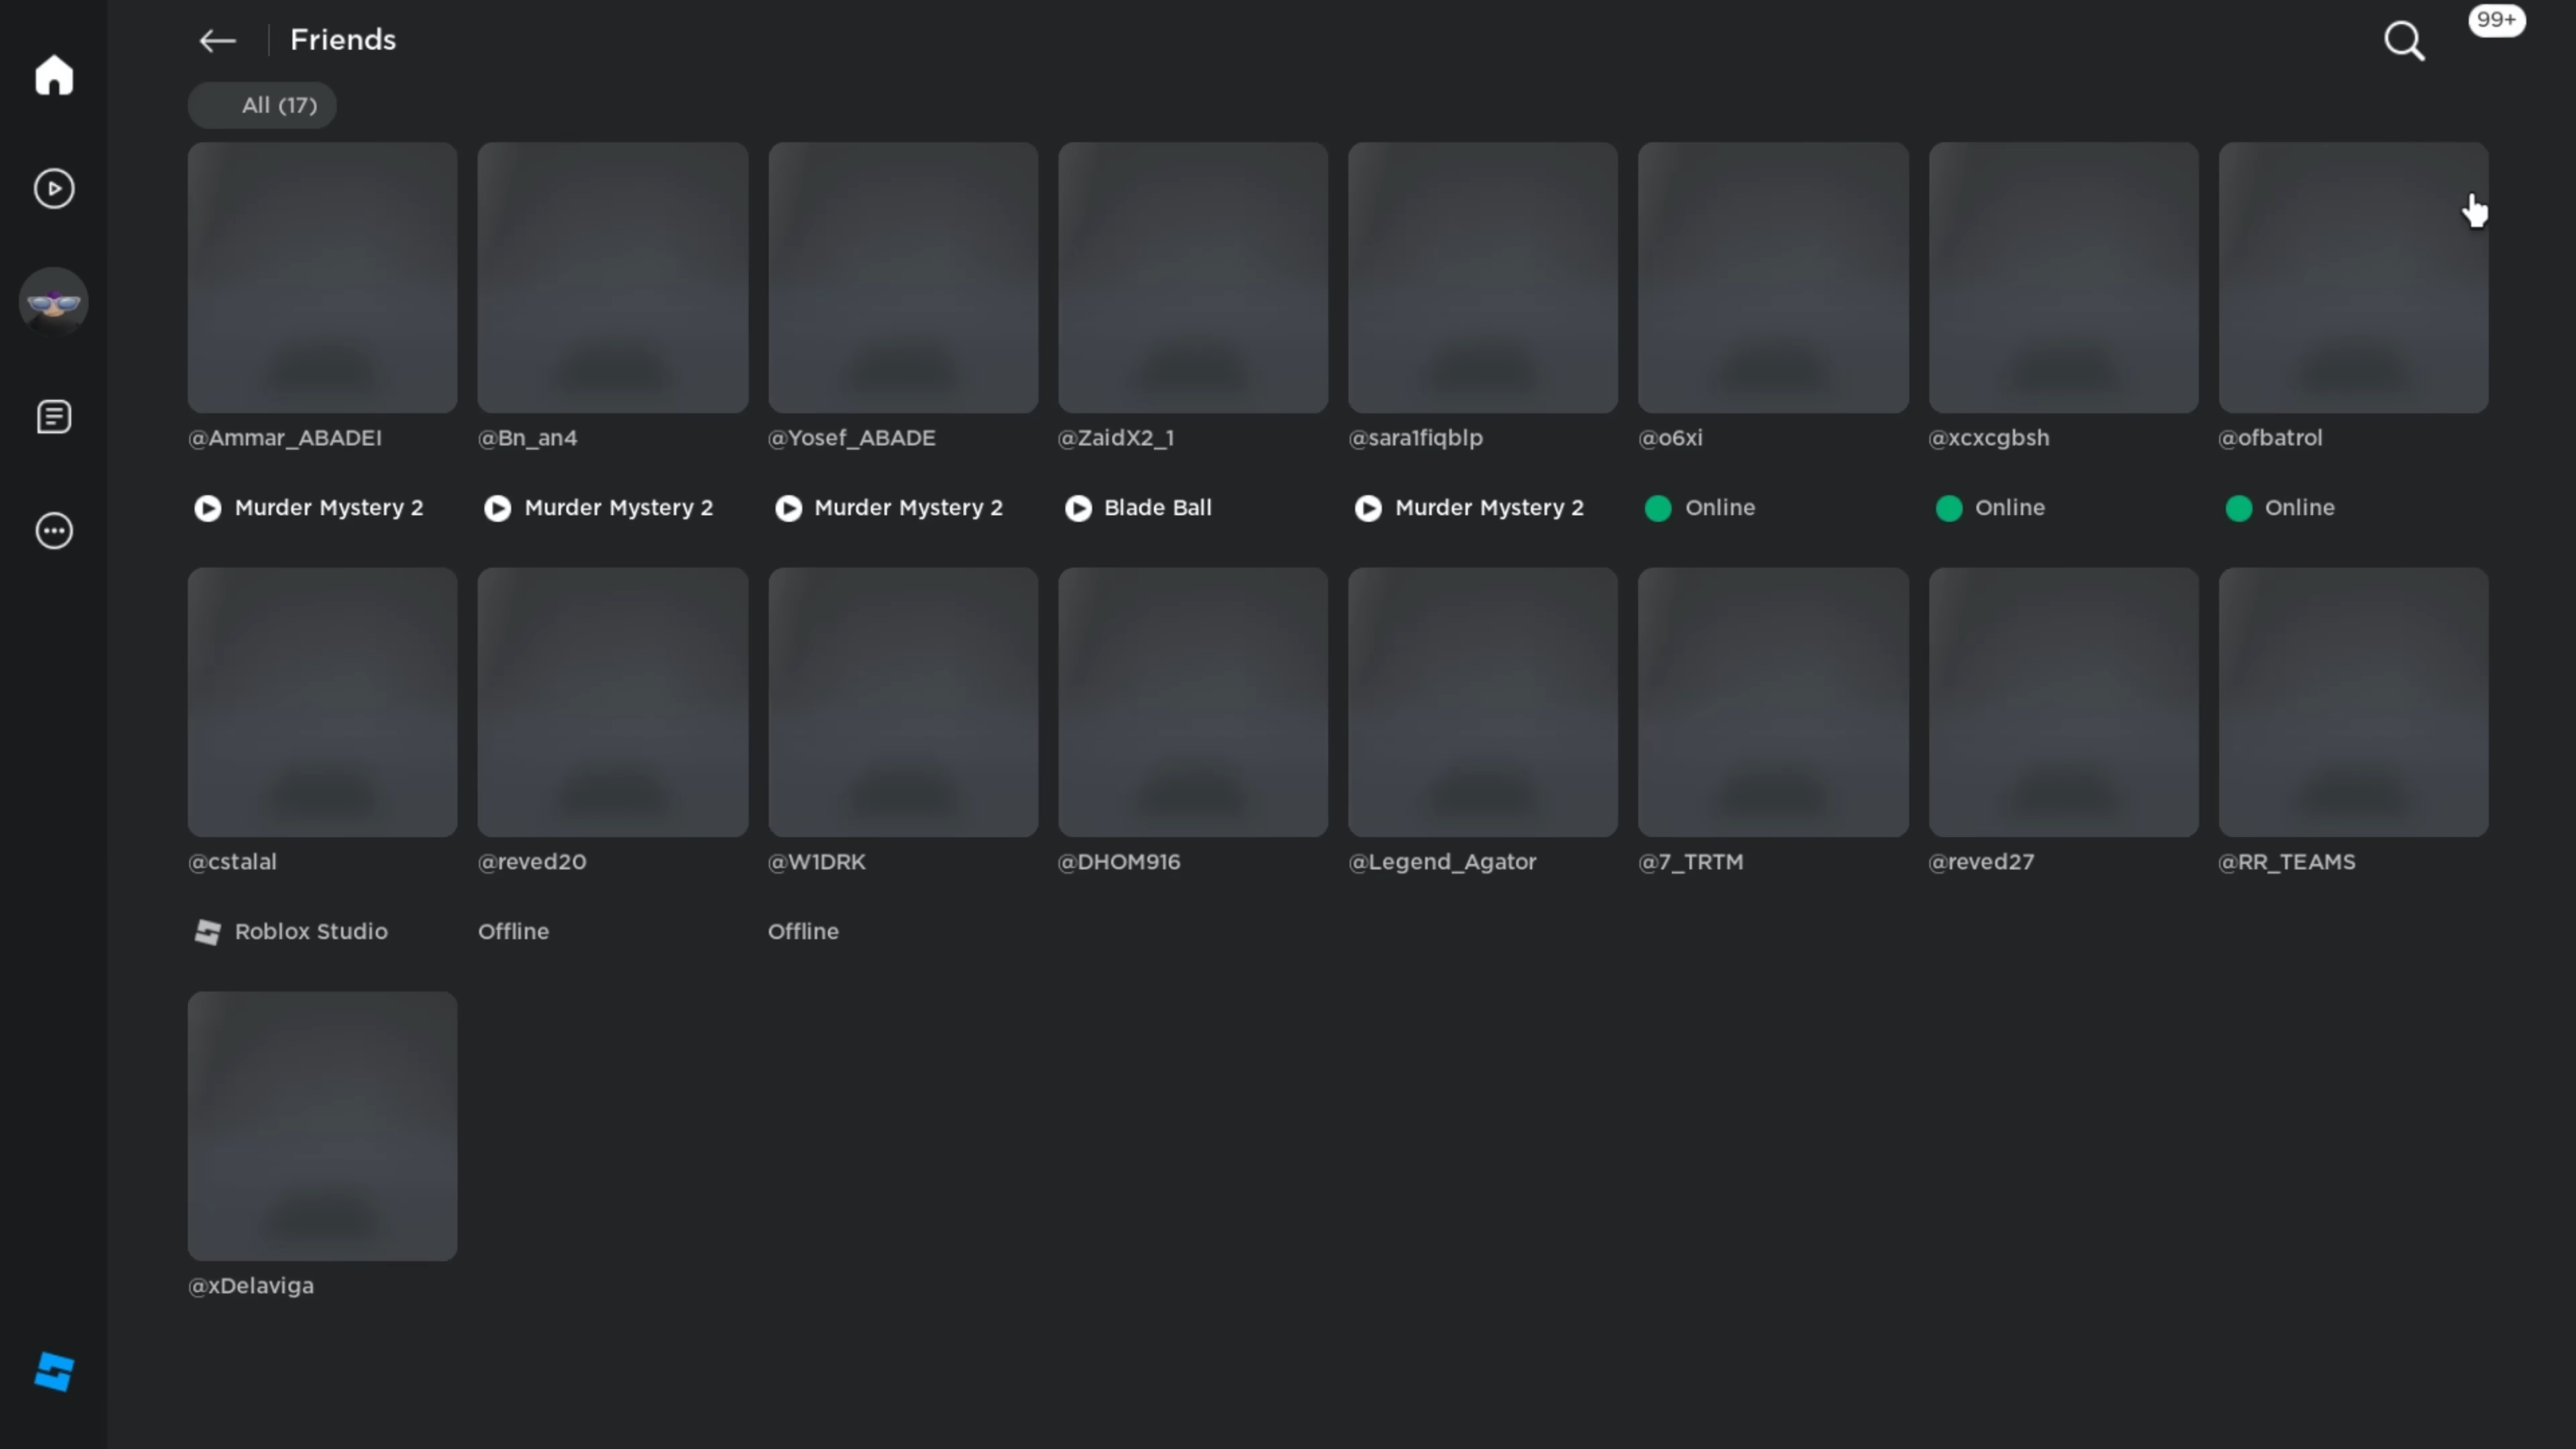 Friends
99+
All (17)
@Ammar_ABADEI
@Bn_an4
@Yosef_ABADE
@ZaidX2_1
@sara1fiqblp
@o6xi
@xcxcgbsh
@ofbatrol
Murder Mystery 2
Murder Mystery 2
Murder Mystery 2
Blade Ball
Murder Mystery 2
Online
Online
Online
@cstalal
@reved20
@W1DRK
@DHOM916
@Legend_Agator
@7_TRTM
@reved27
@RR_TEAMS
Roblox Studio
Offline
Offline
@xDelaviga